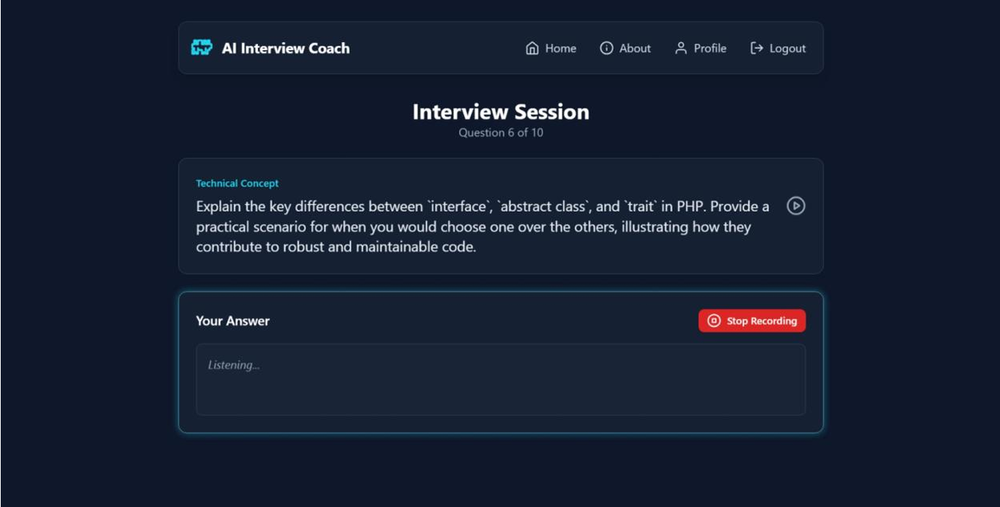 AI Interview Coach
Home
About
Profile
Logout
Interview Session
Question 6 of 10
Technical Concept
Explain the key differences between `interface`, `abstract class`, and `trait` in PHP. Provide a
practical scenario for when you would choose one over the others, illustrating how they
contribute to robust and maintainable code.
Your Answer
Stop Recording
Listening...